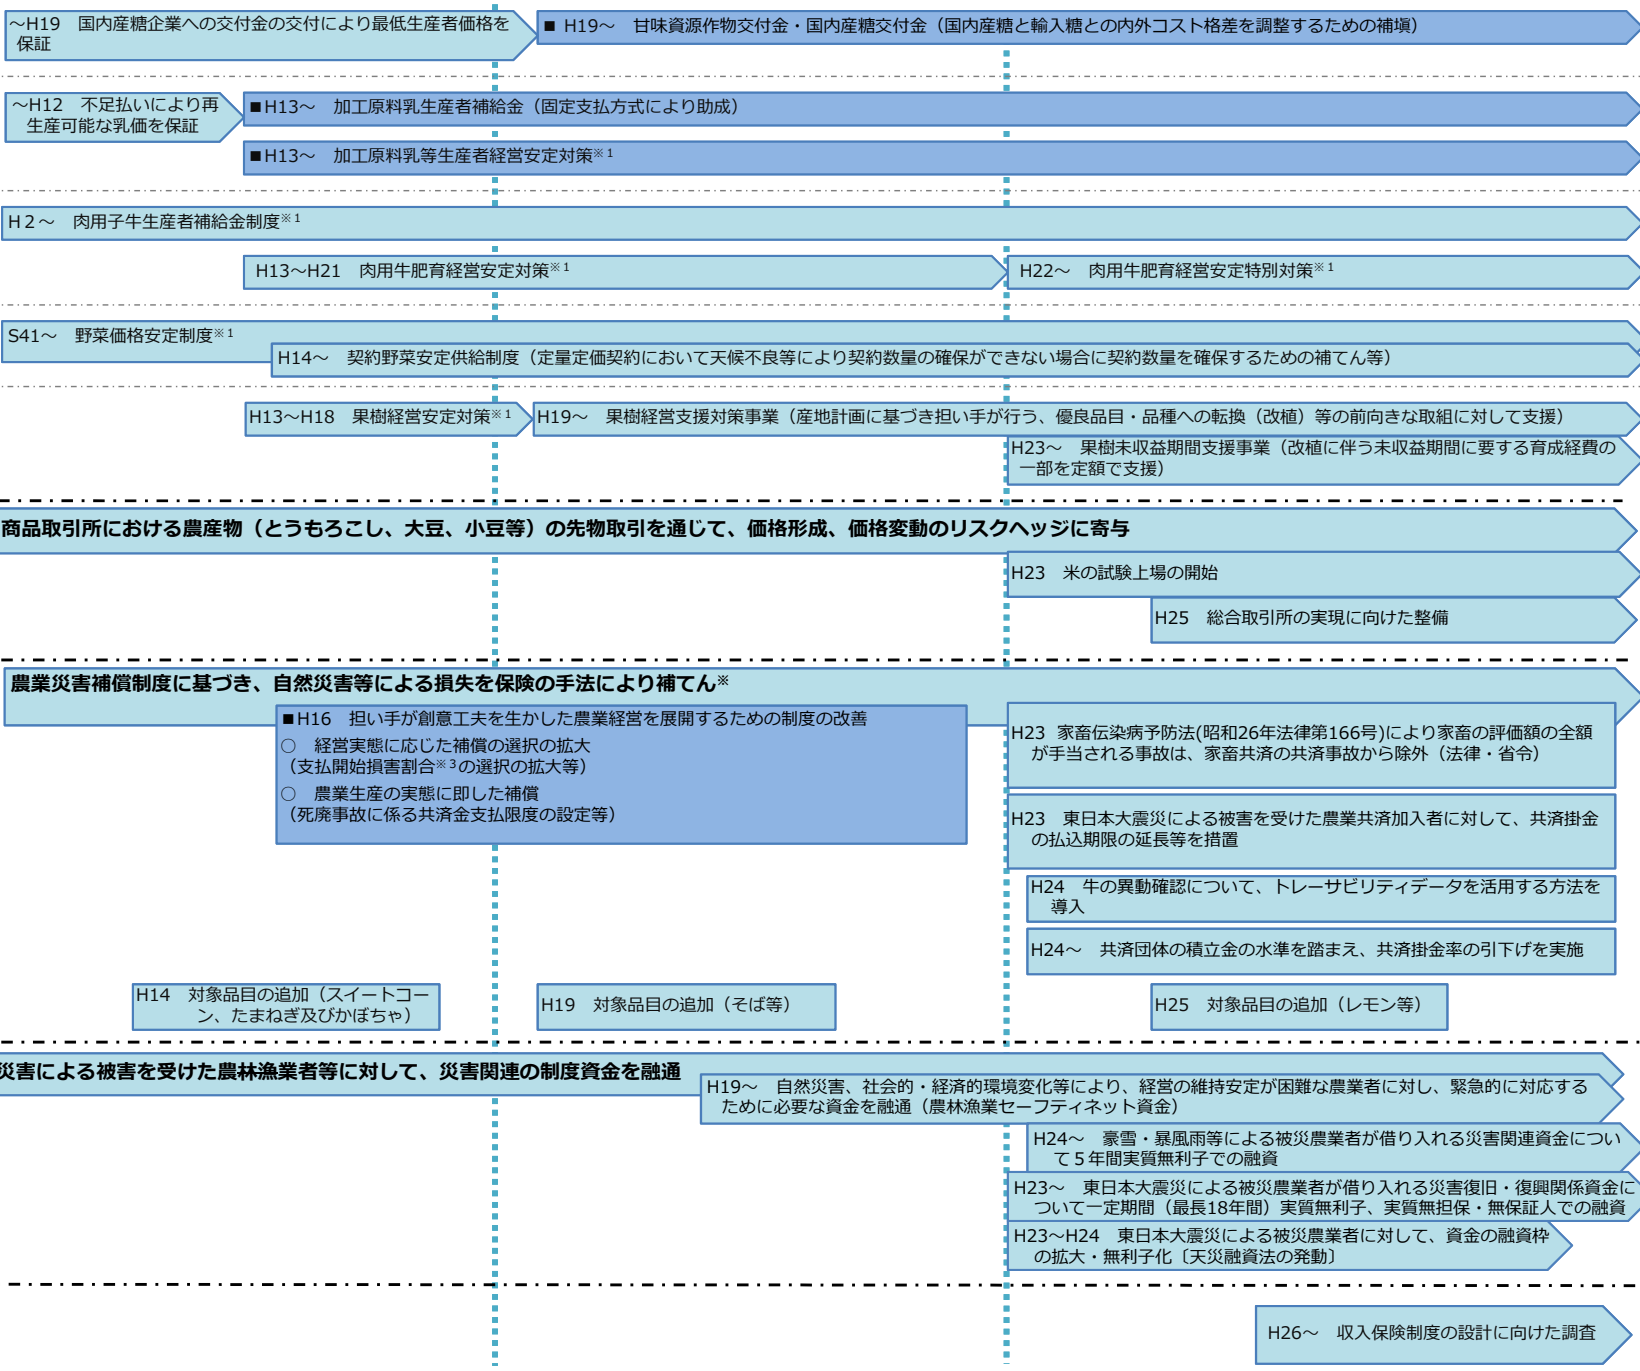 ～H19　国内産糖企業への交付金の交付により最低生産者価格を
保証
■ H19～　甘味資源作物交付金・国内産糖交付金（国内産糖と輸入糖との内外コスト格差を調整するための補塡）
～H12　不足払いにより再
生産可能な乳価を保証
■H13～　加工原料乳生産者補給金（固定支払方式により助成）
■H13～　加工原料乳等生産者経営安定対策※1
H２～　肉用子牛生産者補給金制度※1
H13～H21　肉用牛肥育経営安定対策※1
H22～　肉用牛肥育経営安定特別対策※1
S41～　野菜価格安定制度※1
H14～　契約野菜安定供給制度（定量定価契約において天候不良等により契約数量の確保ができない場合に契約数量を確保するための補てん等）
H13～H18　果樹経営安定対策※1
H19～　果樹経営支援対策事業（産地計画に基づき担い手が行う、優良品目・品種への転換（改植）等の前向きな取組に対して支援）
H23～　果樹未収益期間支援事業（改植に伴う未収益期間に要する育成経費の
一部を定額で支援）
商品取引所における農産物（とうもろこし、大豆、小豆等）の先物取引を通じて、価格形成、価格変動のリスクヘッジに寄与
H23　米の試験上場の開始
H25　総合取引所の実現に向けた整備
農業災害補償制度に基づき、自然災害等による損失を保険の手法により補てん※
■H16　担い手が創意工夫を生かした農業経営を展開するための制度の改善
○　経営実態に応じた補償の選択の拡大
（支払開始損害割合※3の選択の拡大等）
○　農業生産の実態に即した補償
（死廃事故に係る共済金支払限度の設定等）
H23 家畜伝染病予防法(昭和26年法律第166号)により家畜の評価額の全額
が手当される事故は、家畜共済の共済事故から除外（法律・省令）
H23　東日本大震災による被害を受けた農業共済加入者に対して、共済掛金
の払込期限の延長等を措置
H24　牛の異動確認について、トレーサビリティデータを活用する方法を
導入
H24～　共済団体の積立金の水準を踏まえ、共済掛金率の引下げを実施
H14　対象品目の追加（スイートコー
ン、たまねぎ及びかぼちゃ）
H19　対象品目の追加（そば等）
H25　対象品目の追加（レモン等）
災害による被害を受けた農林漁業者等に対して、災害関連の制度資金を融通
H19～　自然災害、社会的・経済的環境変化等により、経営の維持安定が困難な農業者に対し、緊急的に対応する
ために必要な資金を融通（農林漁業セーフティネット資金）
H24～　豪雪・暴風雨等による被災農業者が借り入れる災害関連資金につい
て５年間実質無利子での融資
H23～　東日本大震災による被災農業者が借り入れる災害復旧・復興関係資金に
ついて一定期間（最長18年間）実質無利子、実質無担保・無保証人での融資
H23～H24　東日本大震災による被災農業者に対して、資金の融資枠
の拡大・無利子化〔天災融資法の発動〕
H26～　収入保険制度の設計に向けた調査